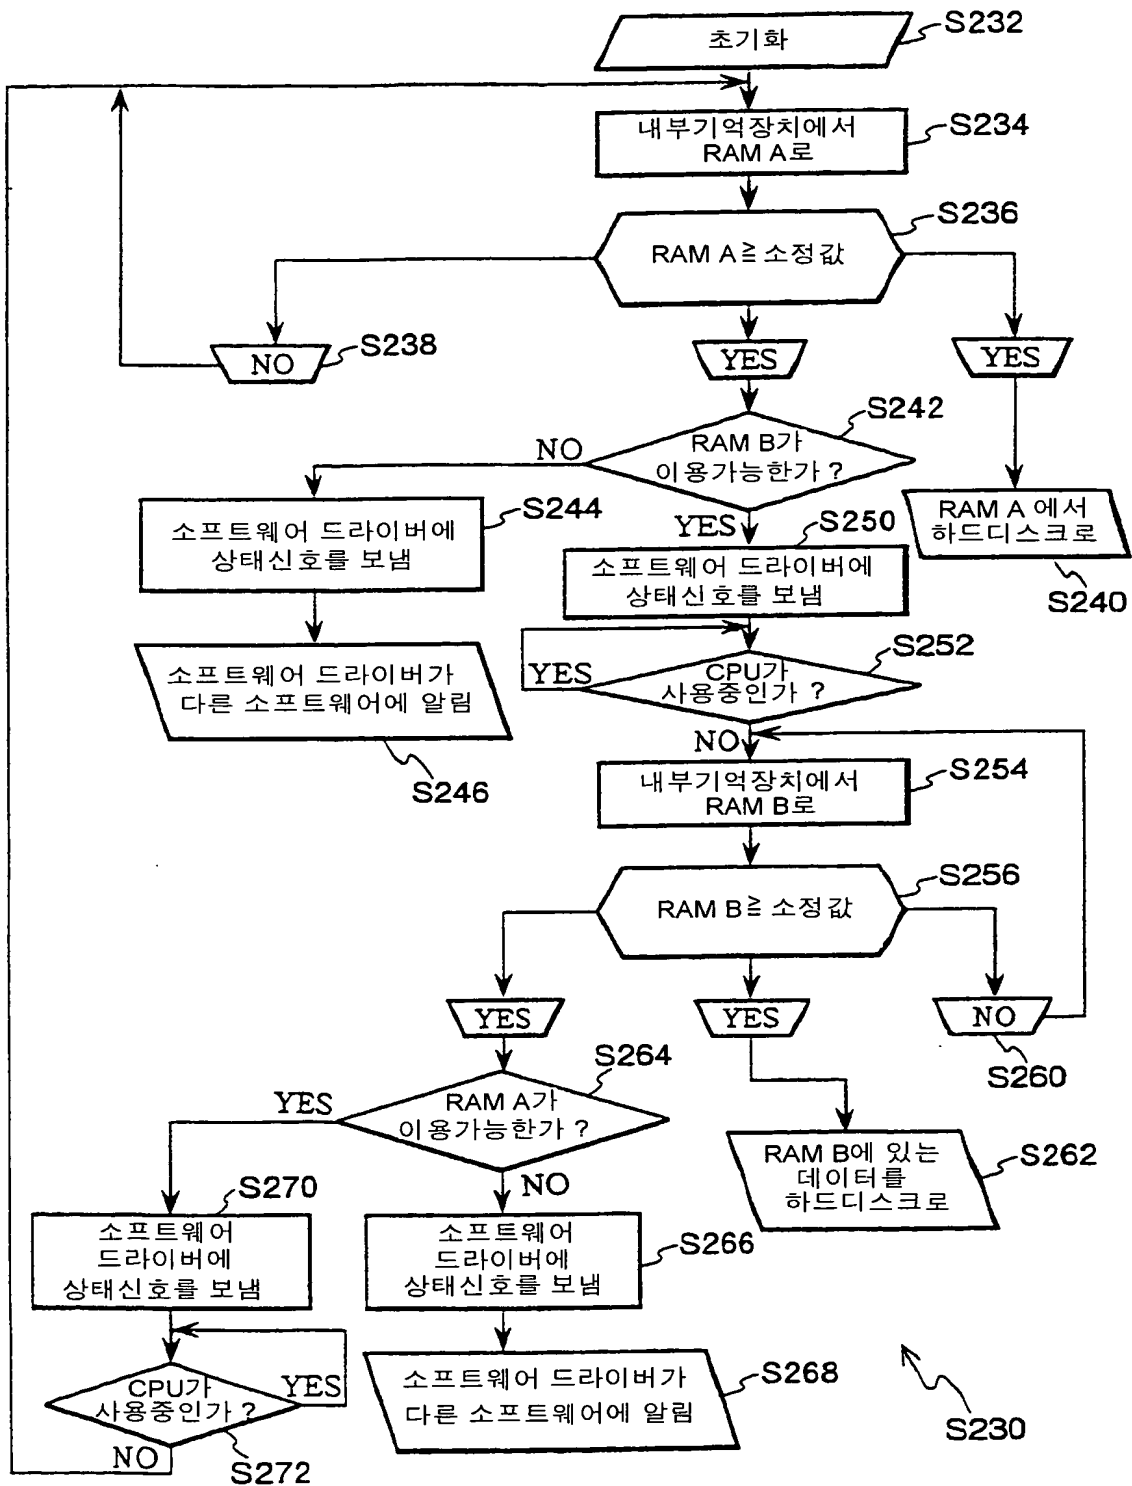 초기화
S232
내부기억장치에서
RAM A로
S234
RAM A≧소정값
S236
NO
S238
YES
YES
RAM B가
이용가능한가 ?
S242
NO
YES
RAM A 에서
하드디스크로
S240
소프트웨어 드라이버에
상태신호를 보냄
S244
소프트웨어 드라이버에
상태신호를 보냄
S250
소프트웨어 드라이버가
다른 소프트웨어에 알림
S246
CPU가
사용중인가 ?
S252
YES
NO
내부기억장치에서
RAM B로
S254
RAM B≧ 소정값
S256
YES
YES
NO
S260
RAM A가
이용가능한가 ?
S264
YES
NO
RAM B에 있는
데이터를
하드디스크로
S262
소프트웨어
드라이버에
상태신호를 보냄
S270
소프트웨어
드라이버에
상태신호를 보냄
S266
CPU가
사용중인가 ?
YES
NO
S272
소프트웨어 드라이버가
다른 소프트웨어에 알림
S268
S230